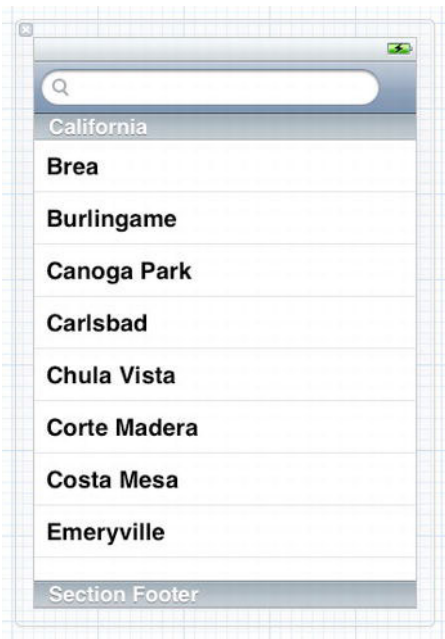 California
Brea
Burlingame
Canoga Park
Carlsbad
Chula Vista
Corte Madera
Costa Mesa
Emeryville
Section Footer